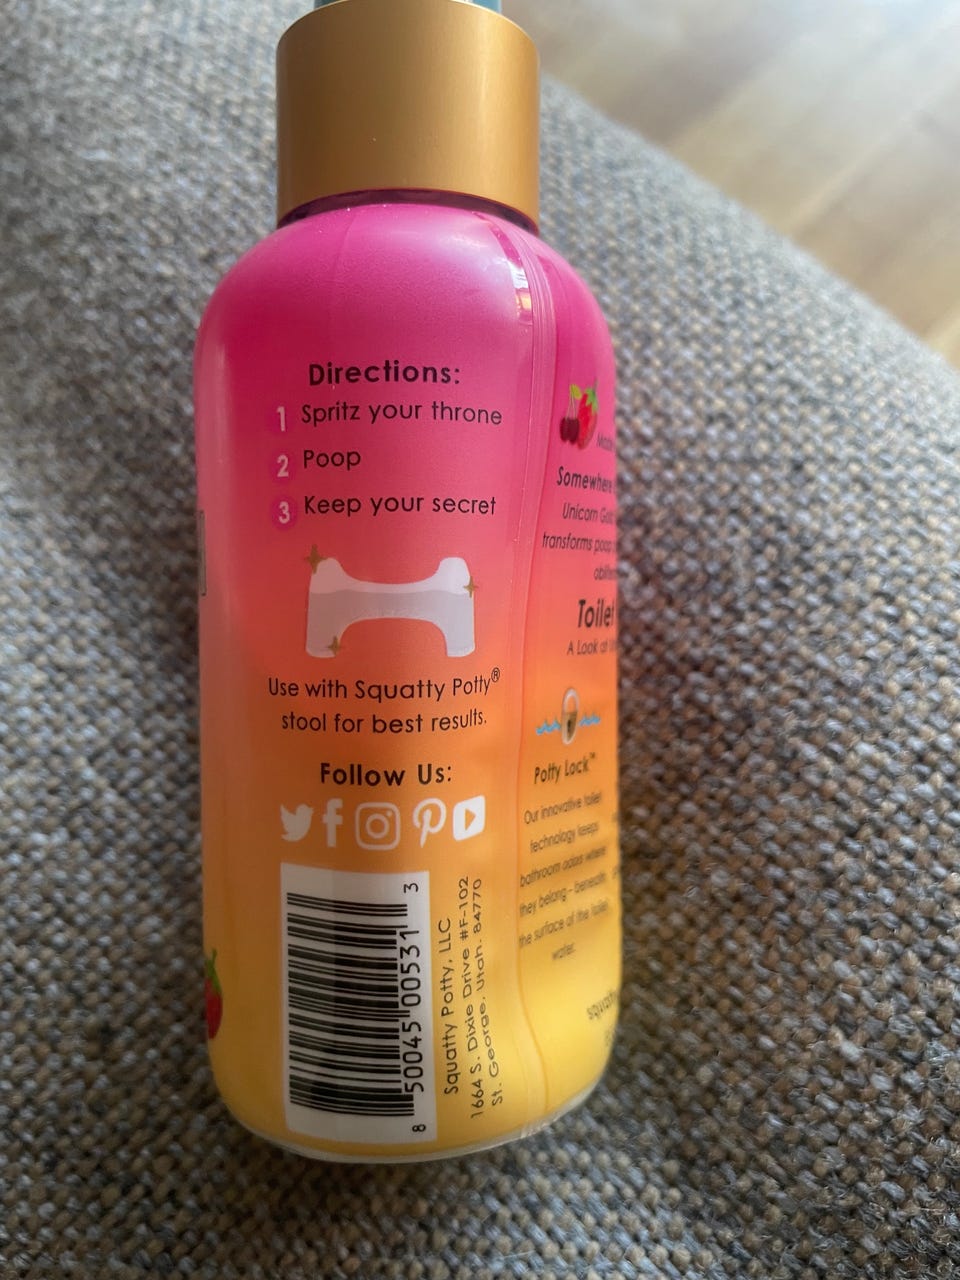 Directions:
1 Spritz your throne
2 Poop
3 Keep your secret
Use with Squatty Potty®
stool for best results.
Follow Us:
8 50045 00531 3
Squatty Potty, LLC
1664 S. Dixie Drive #F-102
St. George, Utah. 84770
Somewhere
Unicorn
transforms poop
Toilet
A Look at
Potty Lock™
Our innovative toilet
technology keeps
bathroom odors where
they belong - beneath
the surface of the toilet
water.